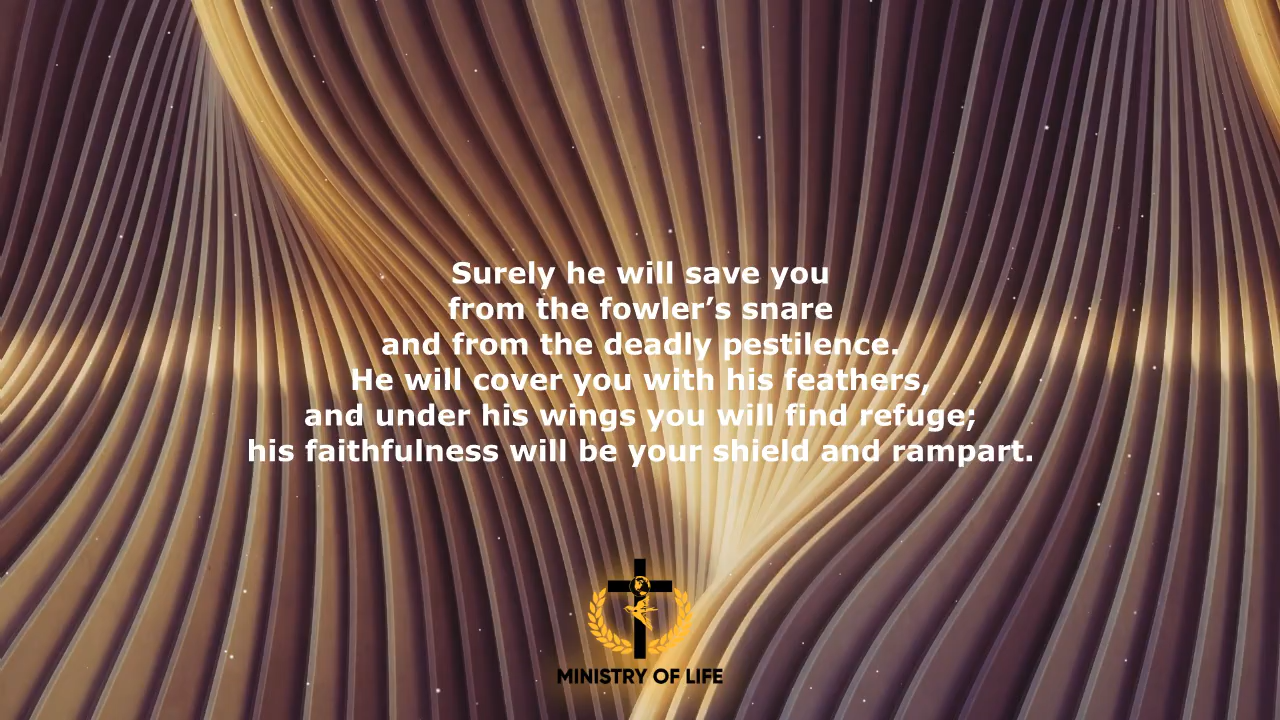 Surely he will save you
from the fowler’s snare
and from the deadly pestilence.
He will cover you with his feathers,
and under his wings you will find refuge;
his faithfulness will be your shield and rampart.
MINISTRY OF LIFE